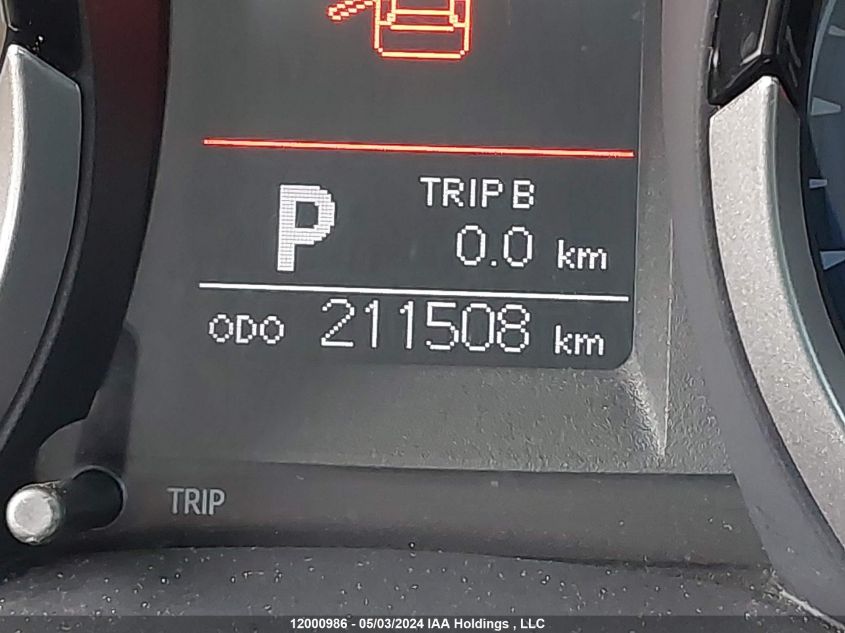 P
TRIP B
0.0 km
ODO 211508 km
TRIP
12000986 - 05/03/2024 IAA Holdings , LLC